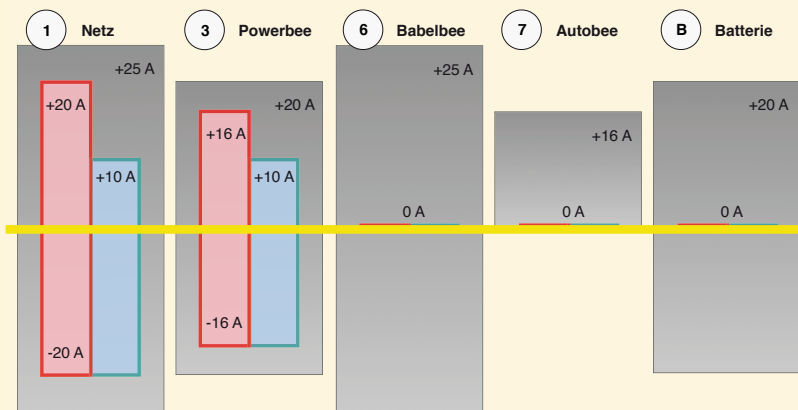 1 Netz
+25 A
+20 A
+10 A
-20 A
3 Powerbee
+20 A
+16 A
+10 A
-16 A
6 Babelbee
+25 A
0 A
7 Autobee
+16 A
0 A
B Batterie
+20 A
0 A